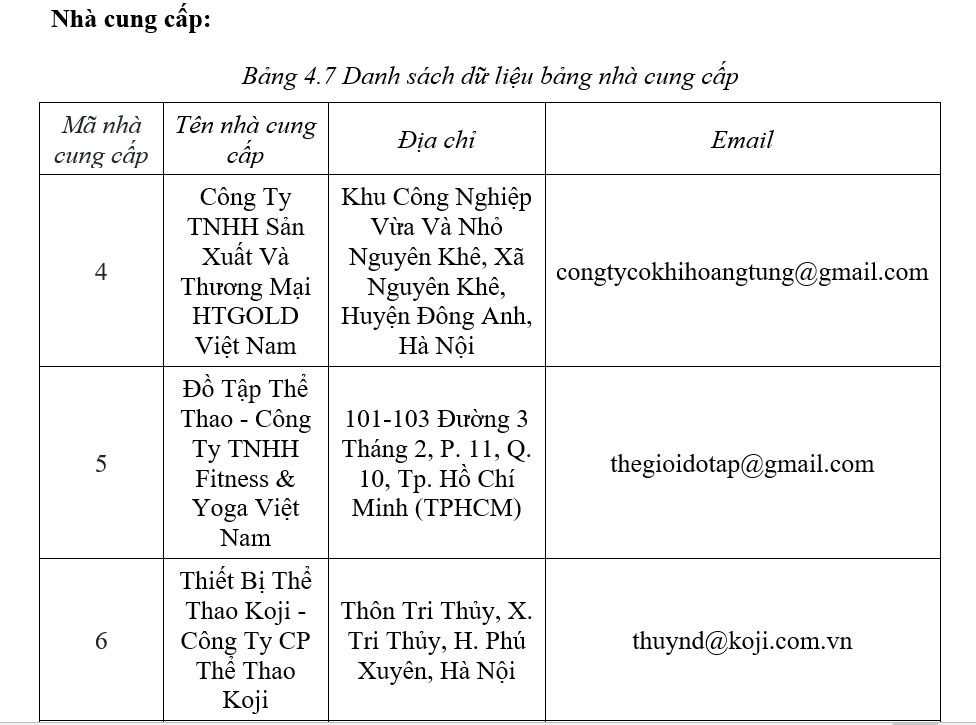 Nhà cung cấp:
Bảng 4.7 Danh sách dữ liệu bảng nhà cung cấp
Mã nhà
cung cấp
Tên nhà cung
cấp
Địa chỉ
Email
4
Công Ty
TNHH Sản
Xuất Và
Thương Mại
HTGOLD
Việt Nam
Khu Công Nghiệp
Vừa Và Nhỏ
Nguyên Khê, Xã
Nguyên Khê,
Huyện Đông Anh,
Hà Nội
congtycokhihoangtung@gmail.com
5
Đồ Tập Thể
Thao - Công
Ty TNHH
Fitness &
Yoga Việt
Nam
101-103 Đường 3
Tháng 2, P. 11, Q.
10, Tp. Hồ Chí
Minh (TPHCM)
thegioidotap@gmail.com
6
Thiết Bị Thể
Thao Koji -
Công Ty CP
Thể Thao
Koji
Thôn Tri Thủy, X.
Tri Thủy, H. Phú
Xuyên, Hà Nội
thuynd@koji.com.vn